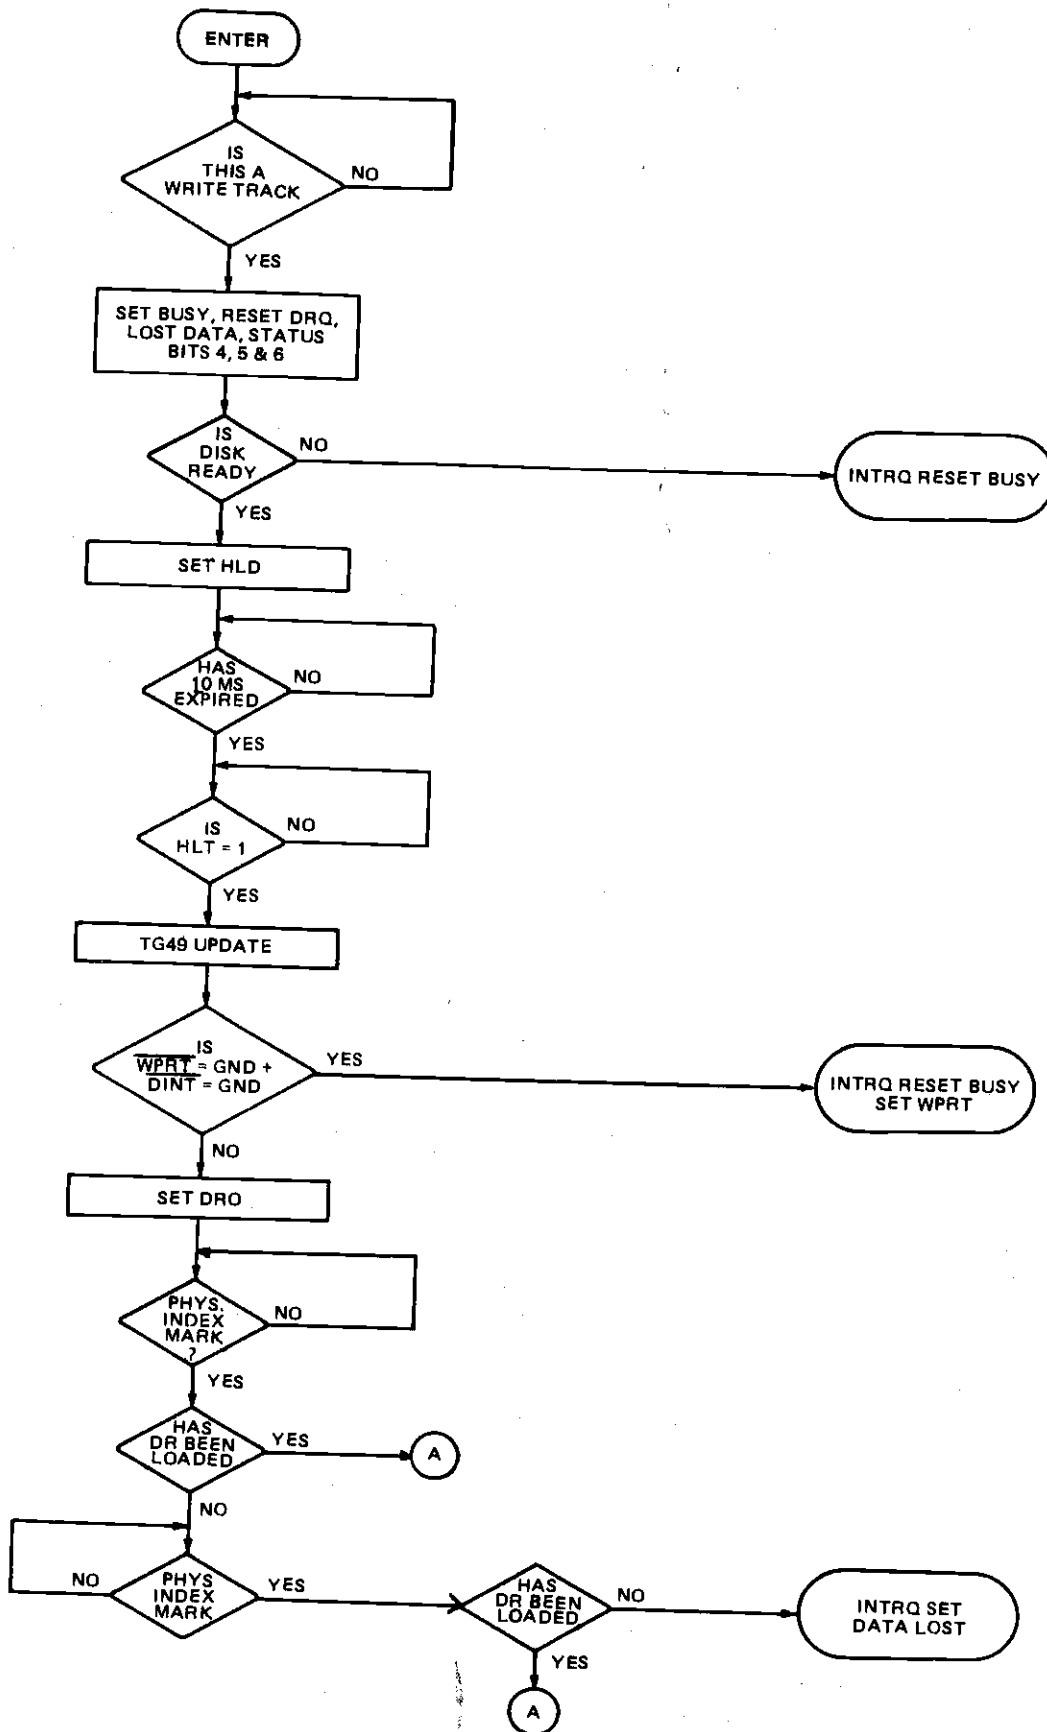 ENTER
IS
THIS A
WRITE TRACK
NO
YES
SET BUSY, RESET DRQ,
LOST DATA, STATUS
BITS 4, 5 & 6
IS
DISK
READY
NO
INTRQ RESET BUSY
YES
SET HLD
HAS
10 MS
EXPIRED
NO
YES
IS
HLT = 1
NO
YES
TG49 UPDATE
IS
WPRT = GND +
DINT = GND
YES
INTRQ RESET BUSY
SET WPRT
NO
SET DRQ
PHYS.
INDEX
MARK
?
NO
YES
HAS
DR BEEN
LOADED
YES
A
NO
NO
PHYS
INDEX
MARK
YES
HAS
DR BEEN
LOADED
NO
INTRQ SET
DATA LOST
YES
A